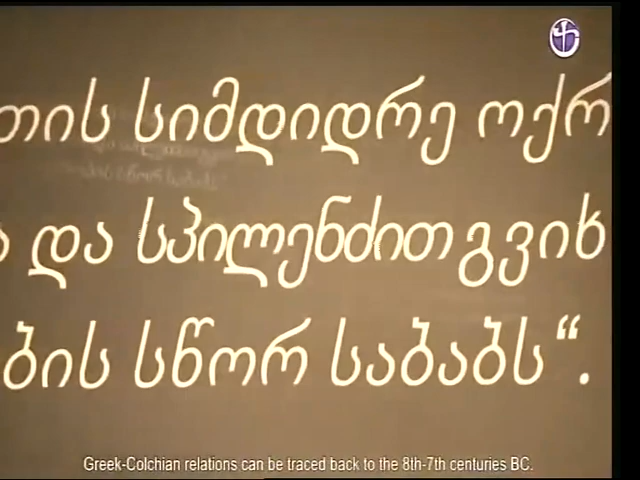 თის სიმდიდრე ოქრ
ა და სპილენძით გვიხ
ბის სწორ საბაბს“.
Greek-Colchian relations can be traced back to the 8th-7th centuries BC.